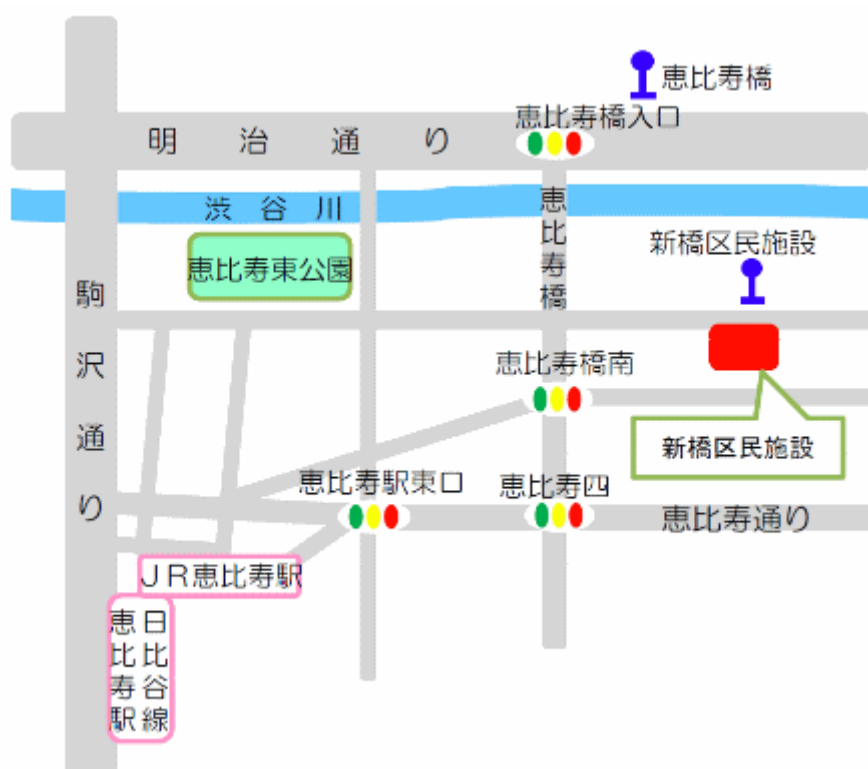 恵比寿橋
恵比寿橋入口
明治通り
渋谷川
恵比寿橋
新橋区民施設
恵比寿東公園
駒沢通り
恵比寿橋南
新橋区民施設
恵比寿駅東口
恵比寿四
恵比寿通り
JR恵比寿駅
日比谷線
恵比寿駅